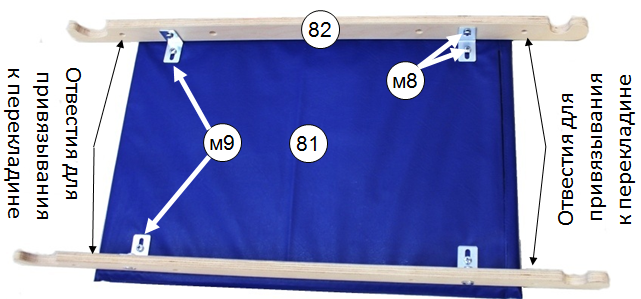 82
м8
м9
81
Отвестия для
привязывания
к перекладине
Отвестия для
привязывания
к перекладине